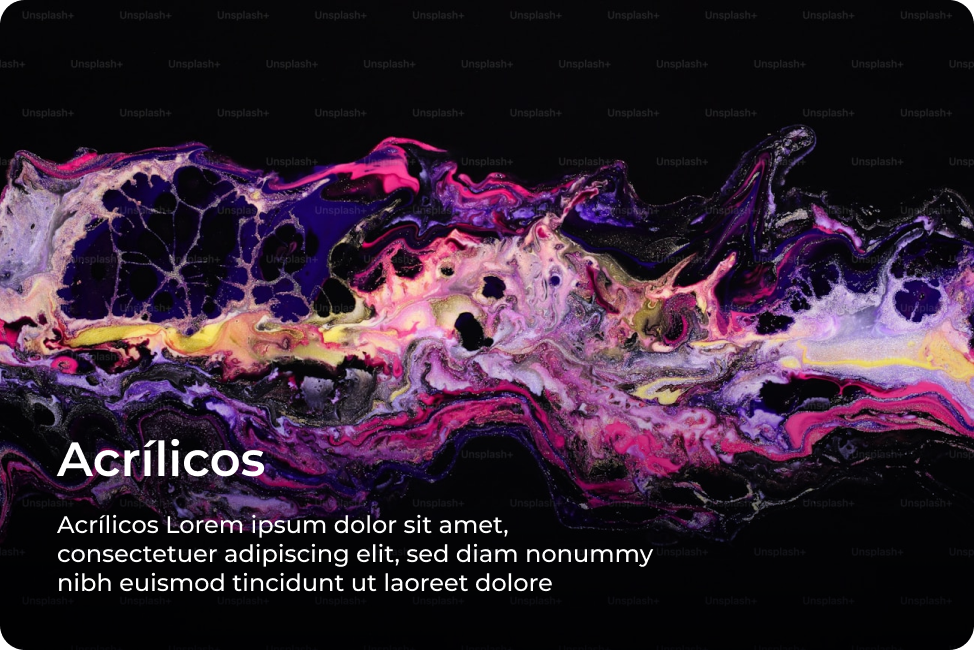 Acrílicos
Acrílicos Lorem ipsum dolor sit amet,
consectetuer adipiscing elit, sed diam nonummy
nibh euismod tincidunt ut laoreet dolore
Unsplash+